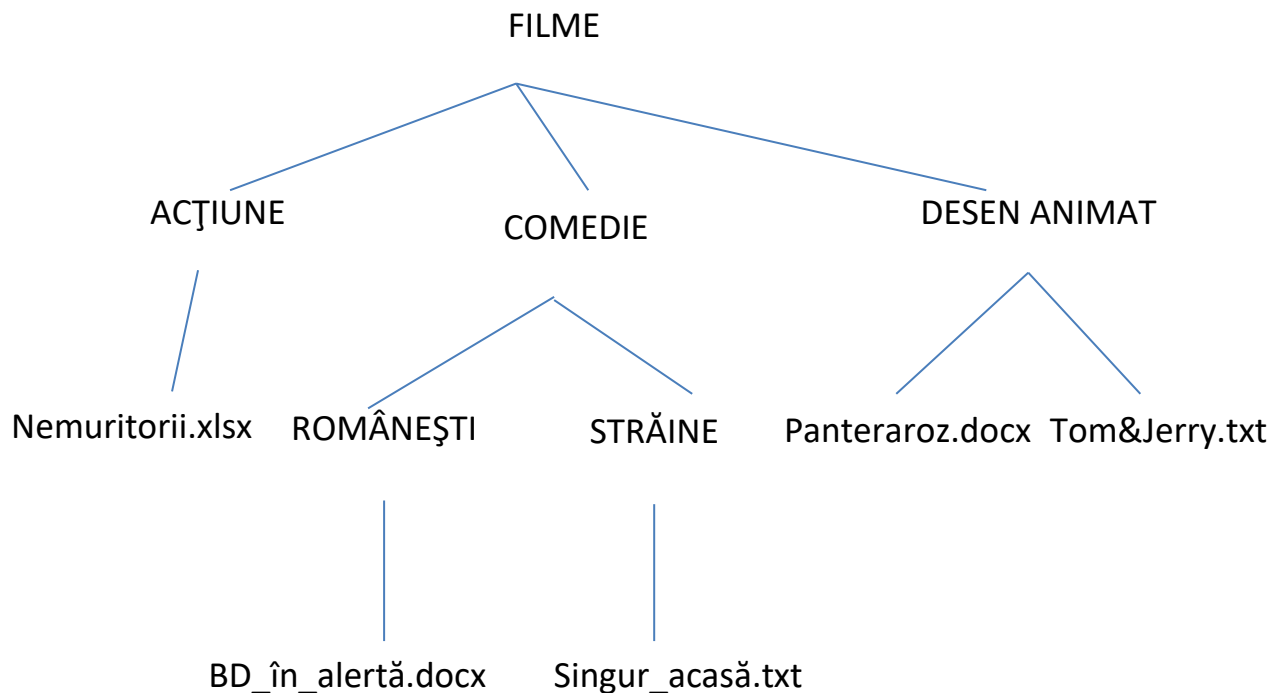 FILME
ACŢIUNE
COMEDIE
DESEN ANIMAT
Nemuritorii.xlsx
ROMÂNEŞTI
STRĂINE
Panteraroz.docx
Tom&Jerry.txt
BD_în_alertă.docx
Singur_acasă.txt